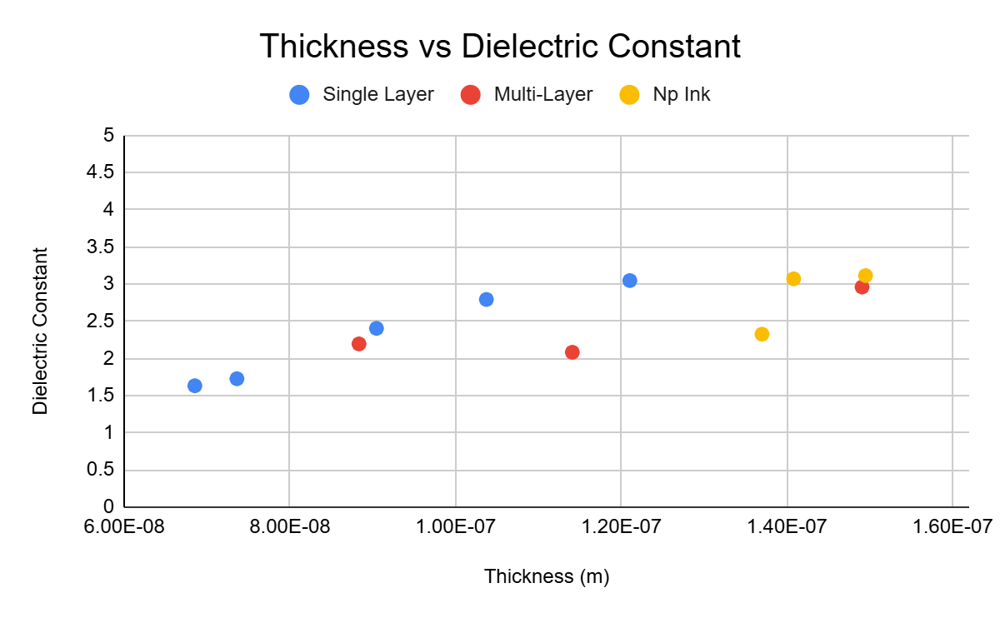 Thickness vs Dielectric Constant
Single Layer Multi-Layer Np Ink
5
4.5
4
3.5
3
2.5
2
1.5
1
0.5
0
Dielectric Constant
6.00E-08 8.00E-08 1.00E-07 1.20E-07 1.40E-07 1.60E-07
Thickness (m)